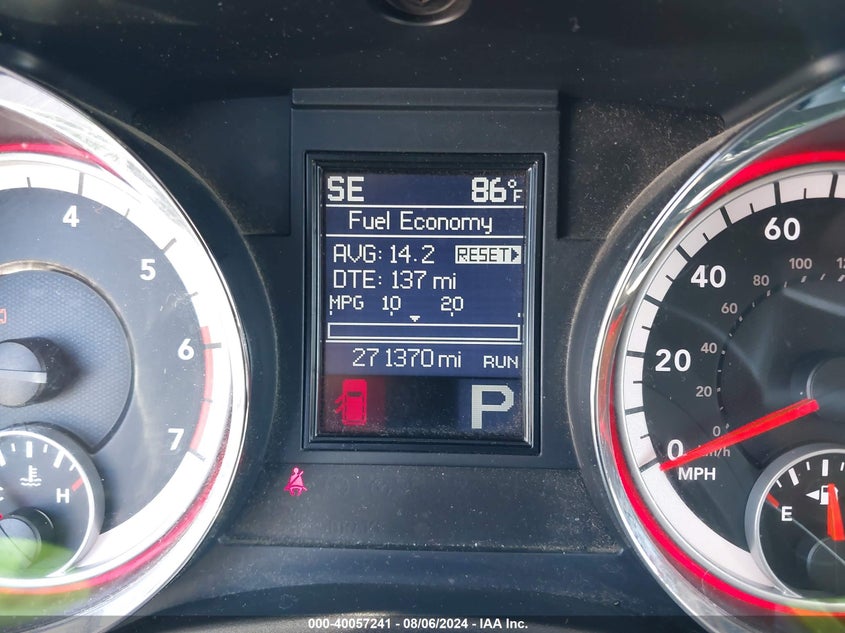 SE 86°F
Fuel Economy
AVG: 14.2 RESET
DTE: 137 mi
MPG 10 20
271370 mi RUN
P
4
5
6
7
C H
60
40
20
0
MPH
100
80
60
40
20
0
km/h
E
000-40057241 - 08/06/2024 - IAA Inc.